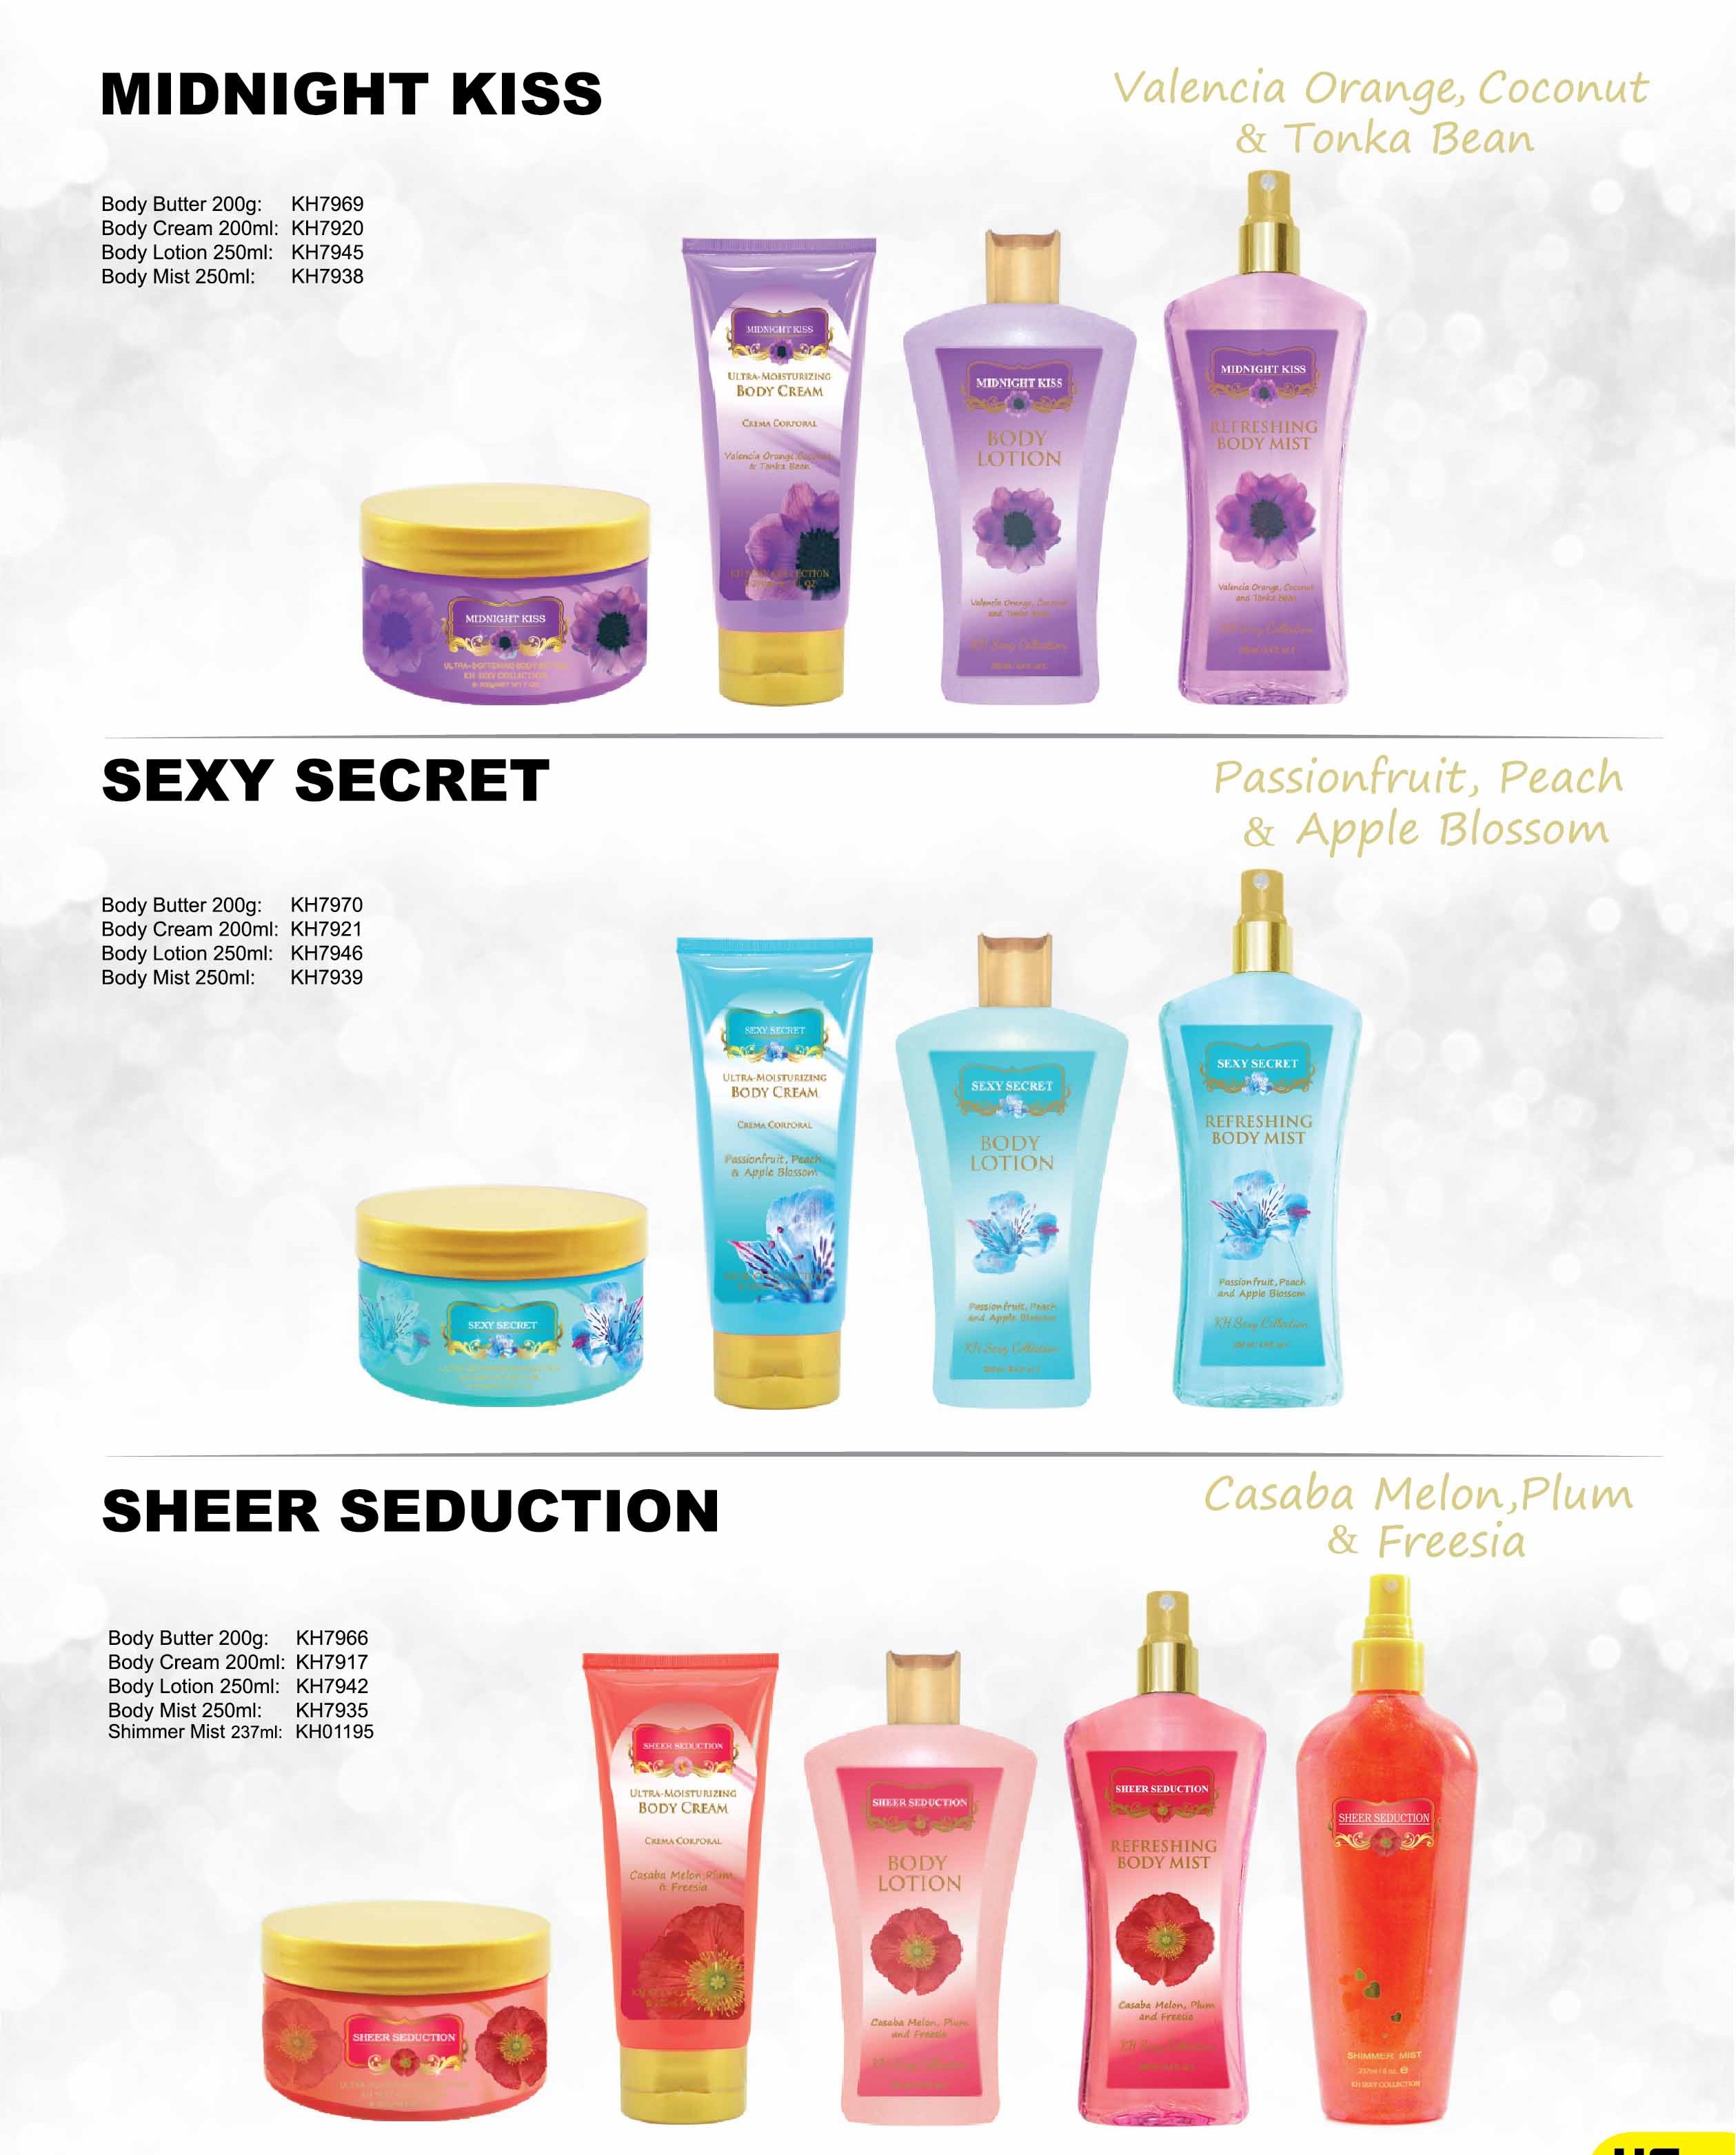 MIDNIGHT KISS
Valencia Orange, Coconut
& Tonka Bean
Body Butter 200g: KH7969
Body Cream 200ml: KH7920
Body Lotion 250ml: KH7945
Body Mist 250ml: KH7938
MIDNIGHT KISS
ULTRA-MOISTURIZING
BODY CREAM
CREMA CORPORAL
Valencia Orange, Coconut
& Tonka Bean
MIDNIGHT KISS
BODY
LOTION
Valencia Orange, Coconut
and Tonka Bean
KH Sexy Collection
MIDNIGHT KISS
REFRESHING
BODY MIST
Valencia Orange, Coconut
and Tonka Bean
KH Sexy Collection
MIDNIGHT KISS
KH SEXY COLLECTION
SEXY SECRET
Passionfruit, Peach
& Apple Blossom
Body Butter 200g: KH7970
Body Cream 200ml: KH7921
Body Lotion 250ml: KH7946
Body Mist 250ml: KH7939
SEXY SECRET
ULTRA-MOISTURIZING
BODY CREAM
CREMA CORPORAL
Passionfruit, Peach
& Apple Blossom
SEXY SECRET
BODY
LOTION
Passionfruit, Peach
and Apple Blossom
KH Sexy Collection
SEXY SECRET
REFRESHING
BODY MIST
Passionfruit, Peach
and Apple Blossom
KH Sexy Collection
SEXY SECRET
SHEER SEDUCTION
Casaba Melon,Plum
& Freesia
Body Butter 200g: KH7966
Body Cream 200ml: KH7917
Body Lotion 250ml: KH7942
Body Mist 250ml: KH7935
Shimmer Mist 237ml: KH01195
SHEER SEDUCTION
ULTRA-MOISTURIZING
BODY CREAM
CREMA CORPORAL
Casaba Melon,Plum
& Freesia
SHEER SEDUCTION
BODY
LOTION
Casaba Melon, Plum
and Freesia
SHEER SEDUCTION
REFRESHING
BODY MIST
Casaba Melon, Plum
and Freesia
KH Sexy Collection
SHEER SEDUCTION
SHIMMER MIST
237ml / 8 oz. e
KH SEXY COLLECTION
SHEER SEDUCTION